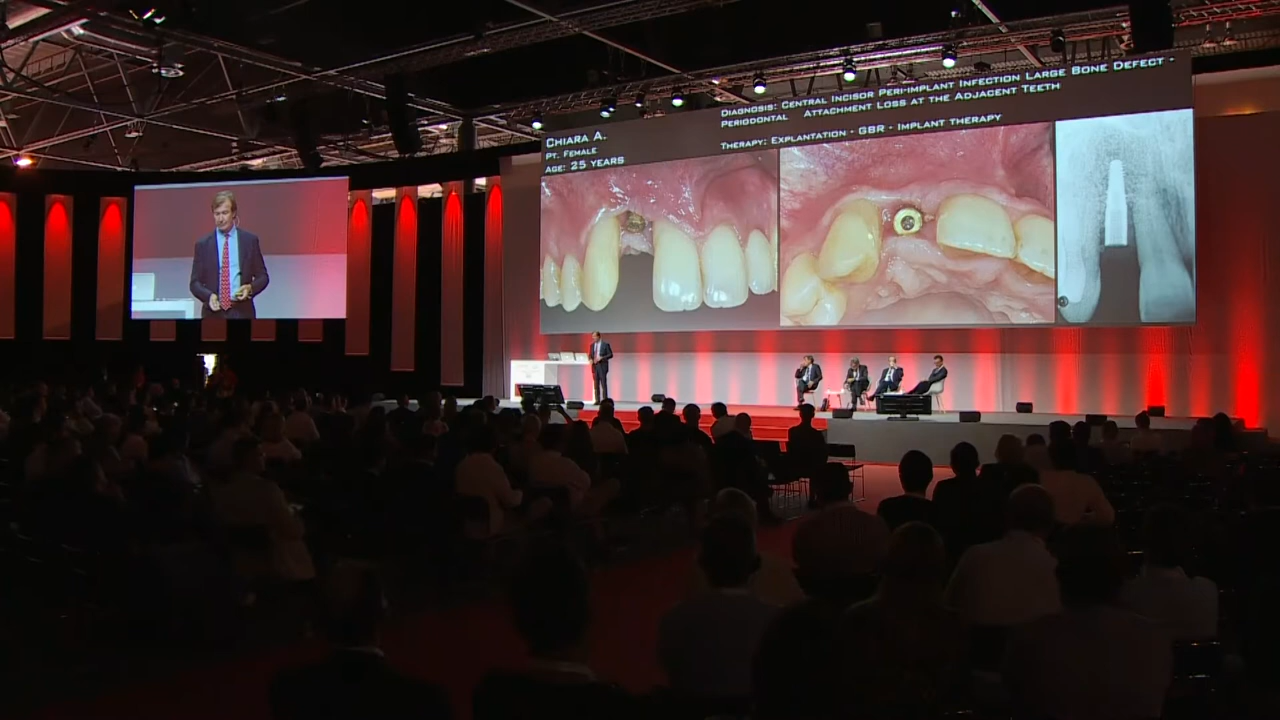 CHIARA A.
PT. FEMALE
AGE: 25 YEARS
DIAGNOSIS: CENTRAL INCISOR PERI-IMPLANT INFECTION LARGE BONE DEFECT -
PERIODONTAL ATTACHMENT LOSS AT THE ADJACENT TEETH
THERAPY: EXPLANTATION - GBR - IMPLANT THERAPY